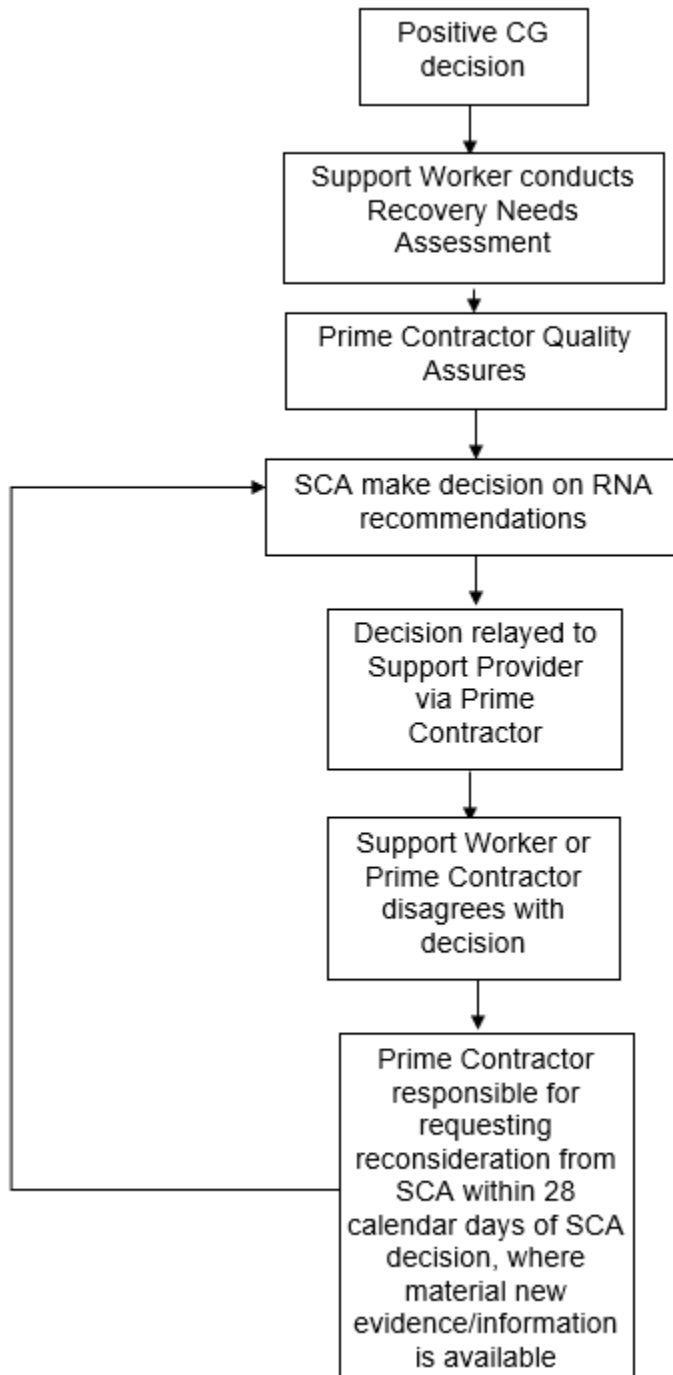 Positive CG
decision
Support Worker conducts
Recovery Needs
Assessment
Prime Contractor Quality
Assures
SCA make decision on RNA
recommendations
Decision relayed to
Support Provider
via Prime
Contractor
Support Worker or
Prime Contractor
disagrees with
decision
Prime Contractor
responsible for
requesting
reconsideration from
SCA within 28
calendar days of SCA
decision, where
material new
evidence/information
is available